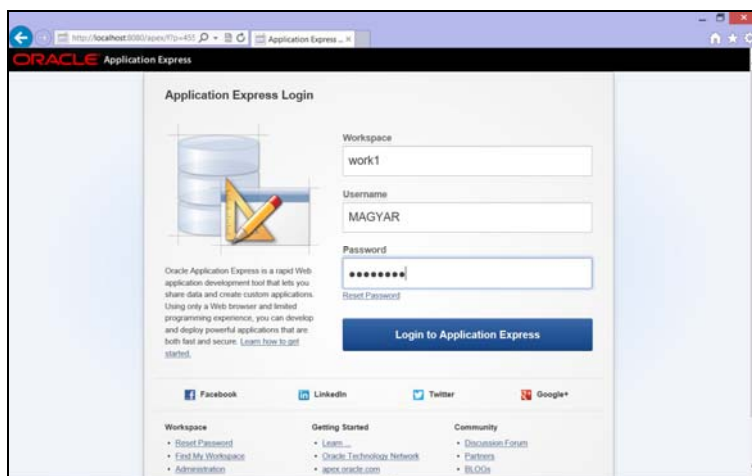 http://localhost:8080/apex/f?p=455
Application Express ...
ORACLE Application Express
Application Express Login
Workspace
work1
Username
MAGYAR
Password
••••••••
Reset Password
Login to Application Express
Oracle Application Express is a rapid Web
application development tool that lets you
share data and create custom applications.
Using only a Web browser and limited
programming experience, you can develop
and deploy powerful applications that are
both fast and secure. Learn how to get
started.
Facebook
LinkedIn
Twitter
Google+
Workspace
• Reset Password
• Find My Workspace
• Administration
Getting Started
• Learn ...
• Oracle Technology Network
• apex.oracle.com
Community
• Discussion Forum
• Partners
• BLOGs